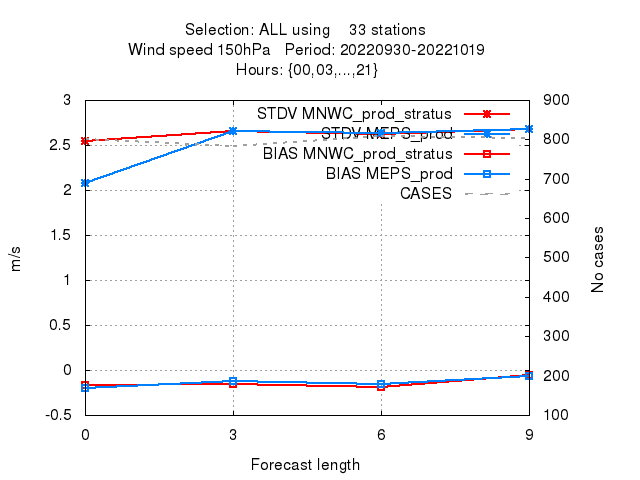 Selection: ALL using 33 stations
Wind speed 150hPa Period: 20220930-20221019
Hours: {00,03,...,21}
STDV MNWC_prod_stratus
STDV MEPS_prod
BIAS MNWC_prod_stratus
BIAS MEPS_prod
CASES
3
2.5
2
1.5
1
0.5
0
-0.5
m/s
900
800
700
600
500
400
300
200
100
No cases
0 3 6 9
Forecast length